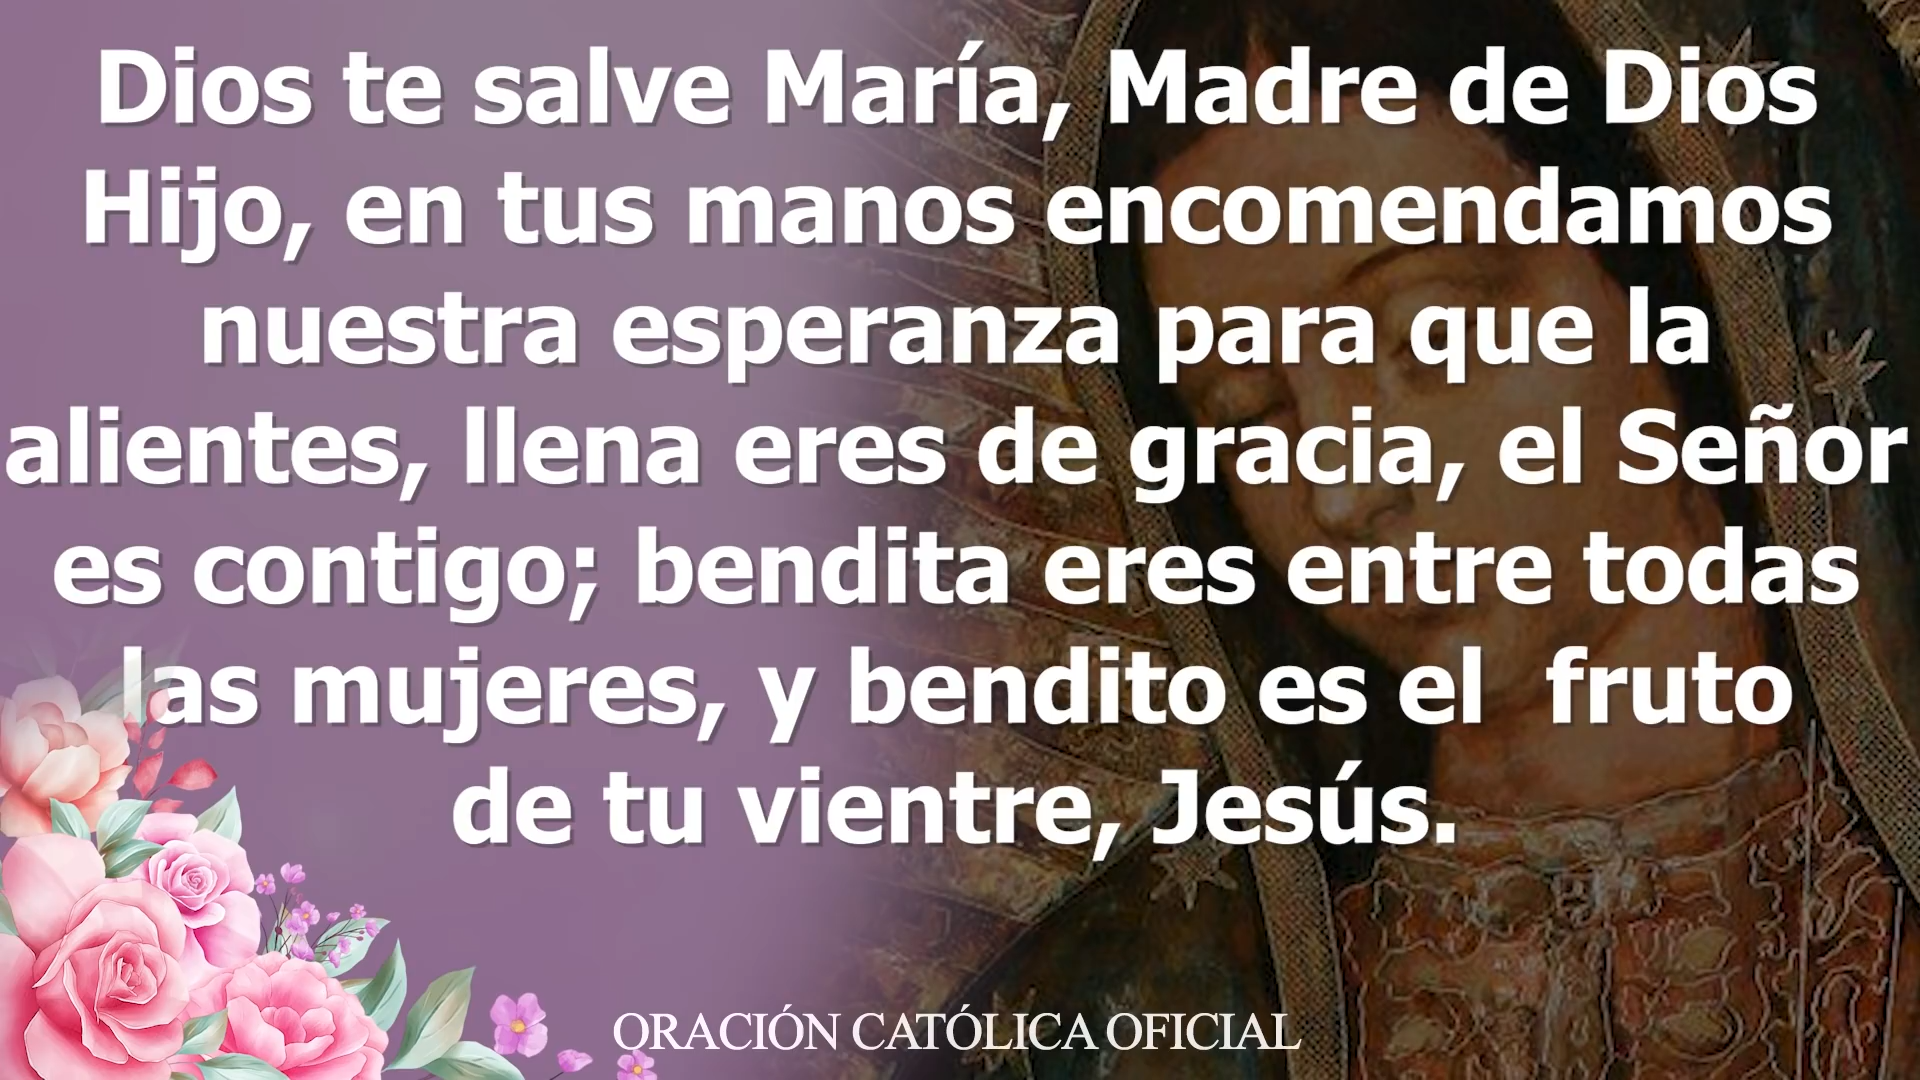 Dios te salve María, Madre de Dios
Hijo, en tus manos encomendamos
nuestra esperanza para que la
alientes, llena eres de gracia, el Señor
es contigo; bendita eres entre todas
las mujeres, y bendito es el  fruto
de tu vientre, Jesús.
ORACIÓN CATÓLICA OFICIAL